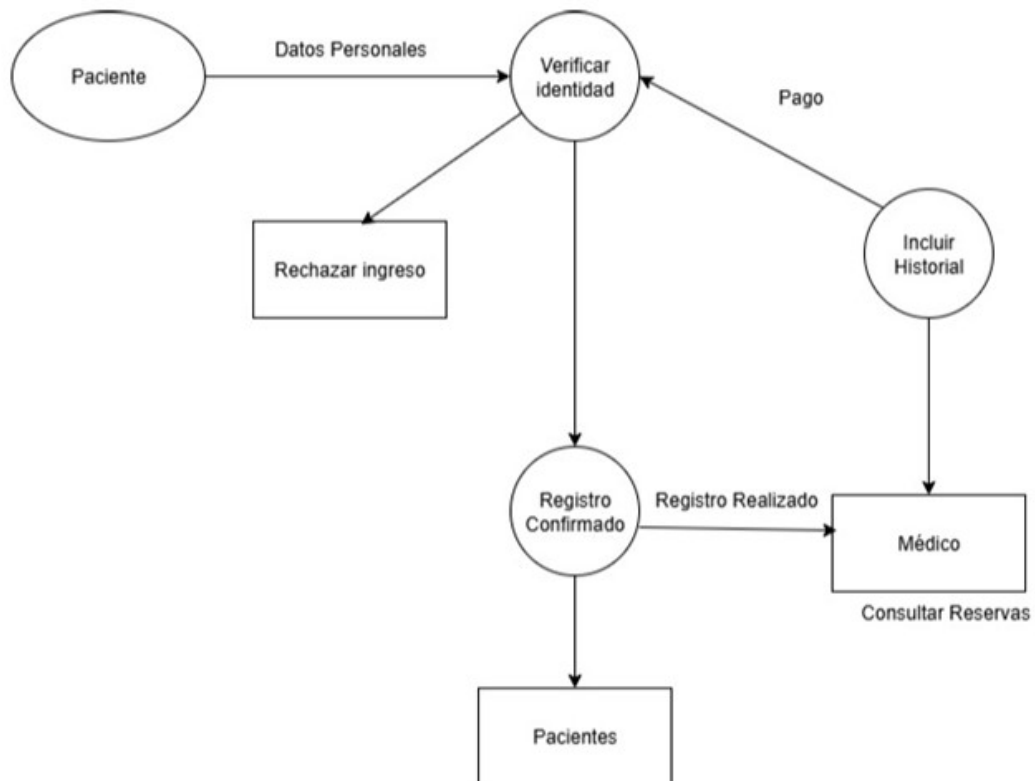 Datos Personales
Paciente
Verificar
identidad
Pago
Rechazar ingreso
Incluir
Historial
Registro
Confirmado
Registro Realizado
Médico
Consultar Reservas
Pacientes